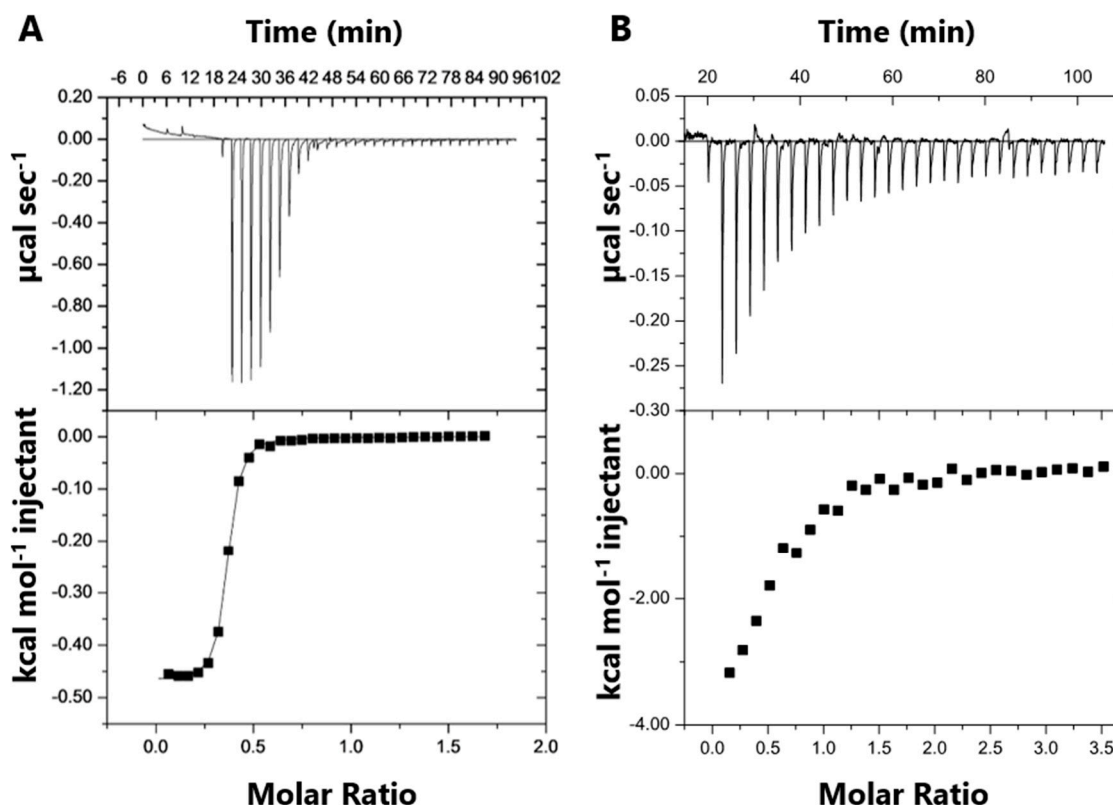 A
Time (min)
-6 0 6 12 18 24 30 36 42 48 54 60 66 72 78 84 90 96 102
0.20
0.00
-0.20
-0.40
-0.60
-0.80
-1.00
-1.20
µcal sec-1
0.00
-0.10
-0.20
-0.30
-0.40
-0.50
kcal mol-1 injectant
0.0 0.5 1.0 1.5 2.0
Molar Ratio
B
Time (min)
20 40 60 80 100
0.05
0.00
-0.05
-0.10
-0.15
-0.20
-0.25
-0.30
µcal sec-1
0.00
-2.00
-4.00
kcal mol-1 injectant
0.0 0.5 1.0 1.5 2.0 2.5 3.0 3.5
Molar Ratio